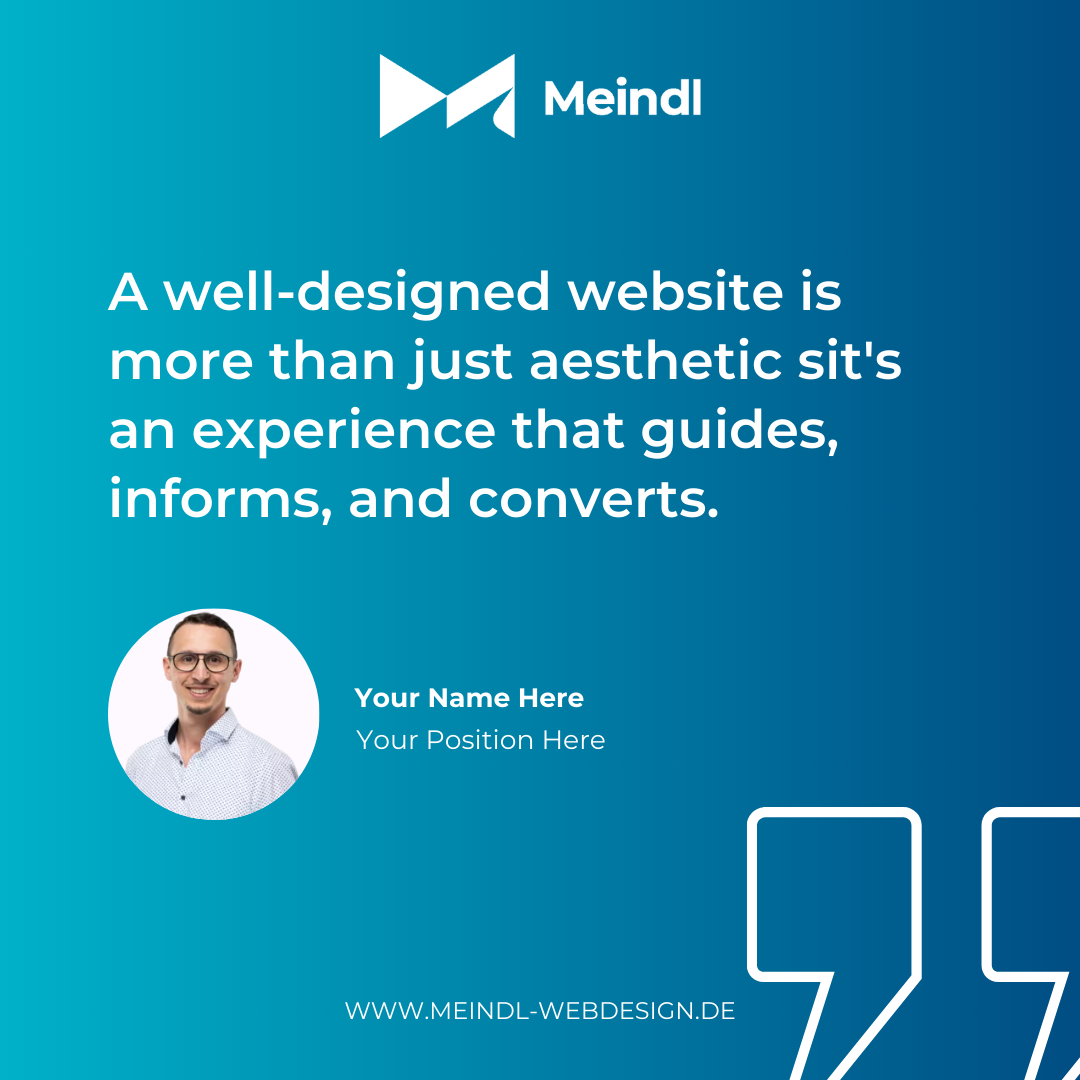 Meindl
A well-designed website is
more than just aesthetic sit's
an experience that guides,
informs, and converts.
Your Name Here
Your Position Here
WWW.MEINDL-WEBDESIGN.DE